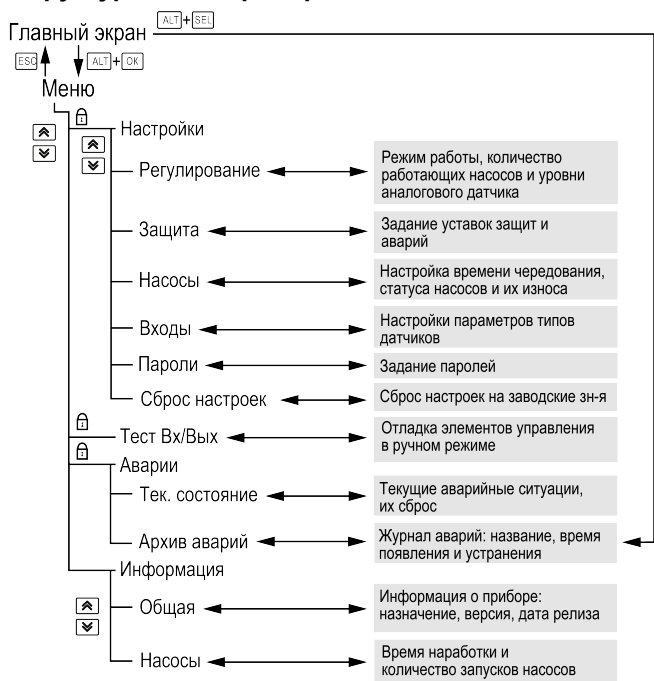 ALT+SEL
Главный экран
ESC ALT+OK
Меню
Настройки
Регулирование
Режим работы, количество
работающих насосов и уровни
аналогового датчика
Защита
Задание уставок защит и
аварий
Насосы
Настройка времени чередования,
статуса насосов и их износа
Входы
Настройки параметров типов
датчиков
Пароли
Задание паролей
Сброс настроек
Сброс настроек на заводские зн-я
Тест Вх/Вых
Отладка элементов управления
в ручном режиме
Аварии
Тек. состояние
Текущие аварийные ситуации,
их сброс
Архив аварий
Журнал аварий: название, время
появления и устранения
Информация
Общая
Информация о приборе:
назначение, версия, дата релиза
Насосы
Время наработки и
количество запусков насосов